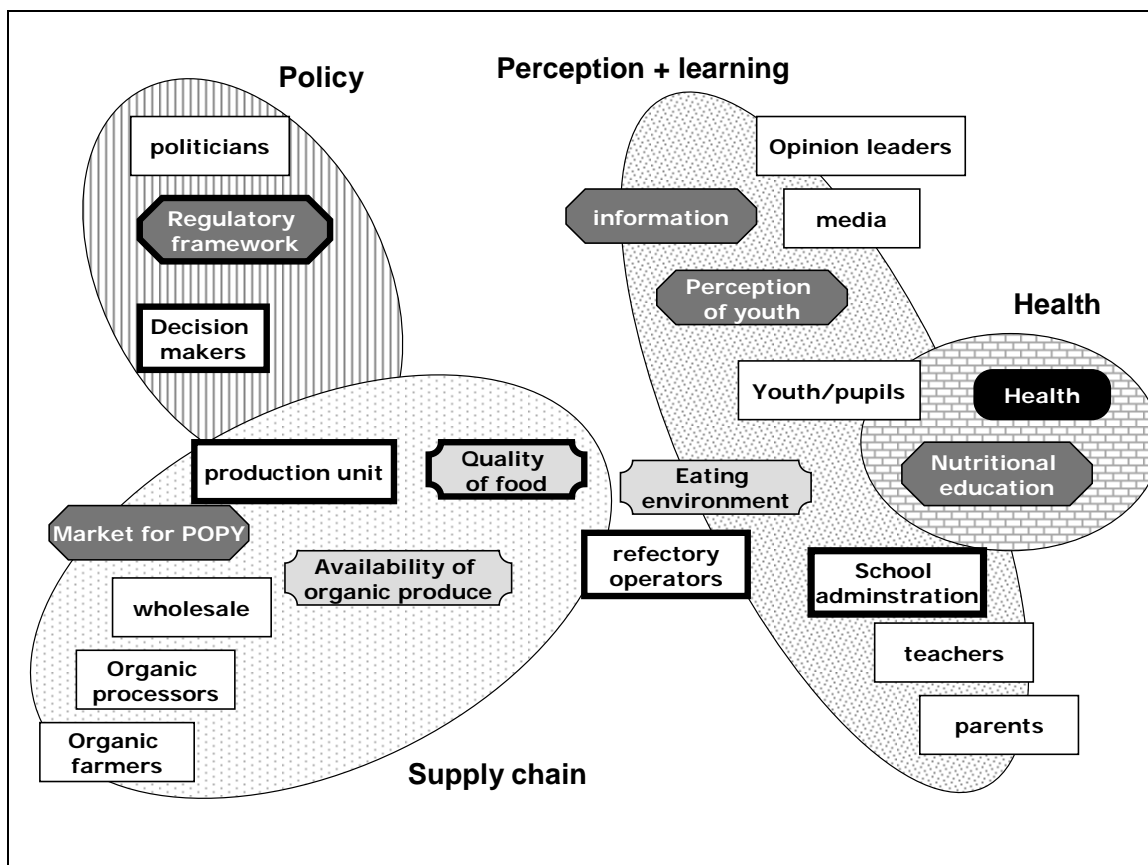 Policy
Perception + learning
politicians
Opinion leaders
Regulatory
framework
information
media
Perception
of youth
Health
Decision
makers
Youth/pupils
Health
production unit
Quality
of food
Eating
environment
Nutritional
education
Market for POPY
Availability of
organic produce
refectory
operators
School
adminstration
wholesale
teachers
Organic
processors
parents
Organic
farmers
Supply chain